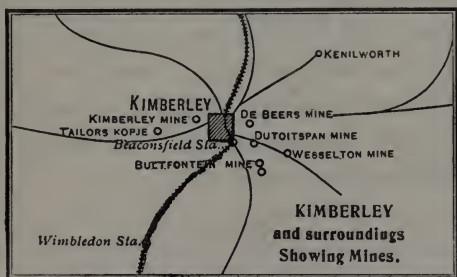 KENILWORTH
KIMBERLEY
DE BEERS MINE
KIMBERLEY MINE
TAILORS KOPJE
DUTOITSPAN MINE
Beaconsfield Sta.
WESSELTON MINE
BULTFONTEIN MINE
Wimbledon Sta.
KIMBERLEY
and surroundings
Showing Mines.